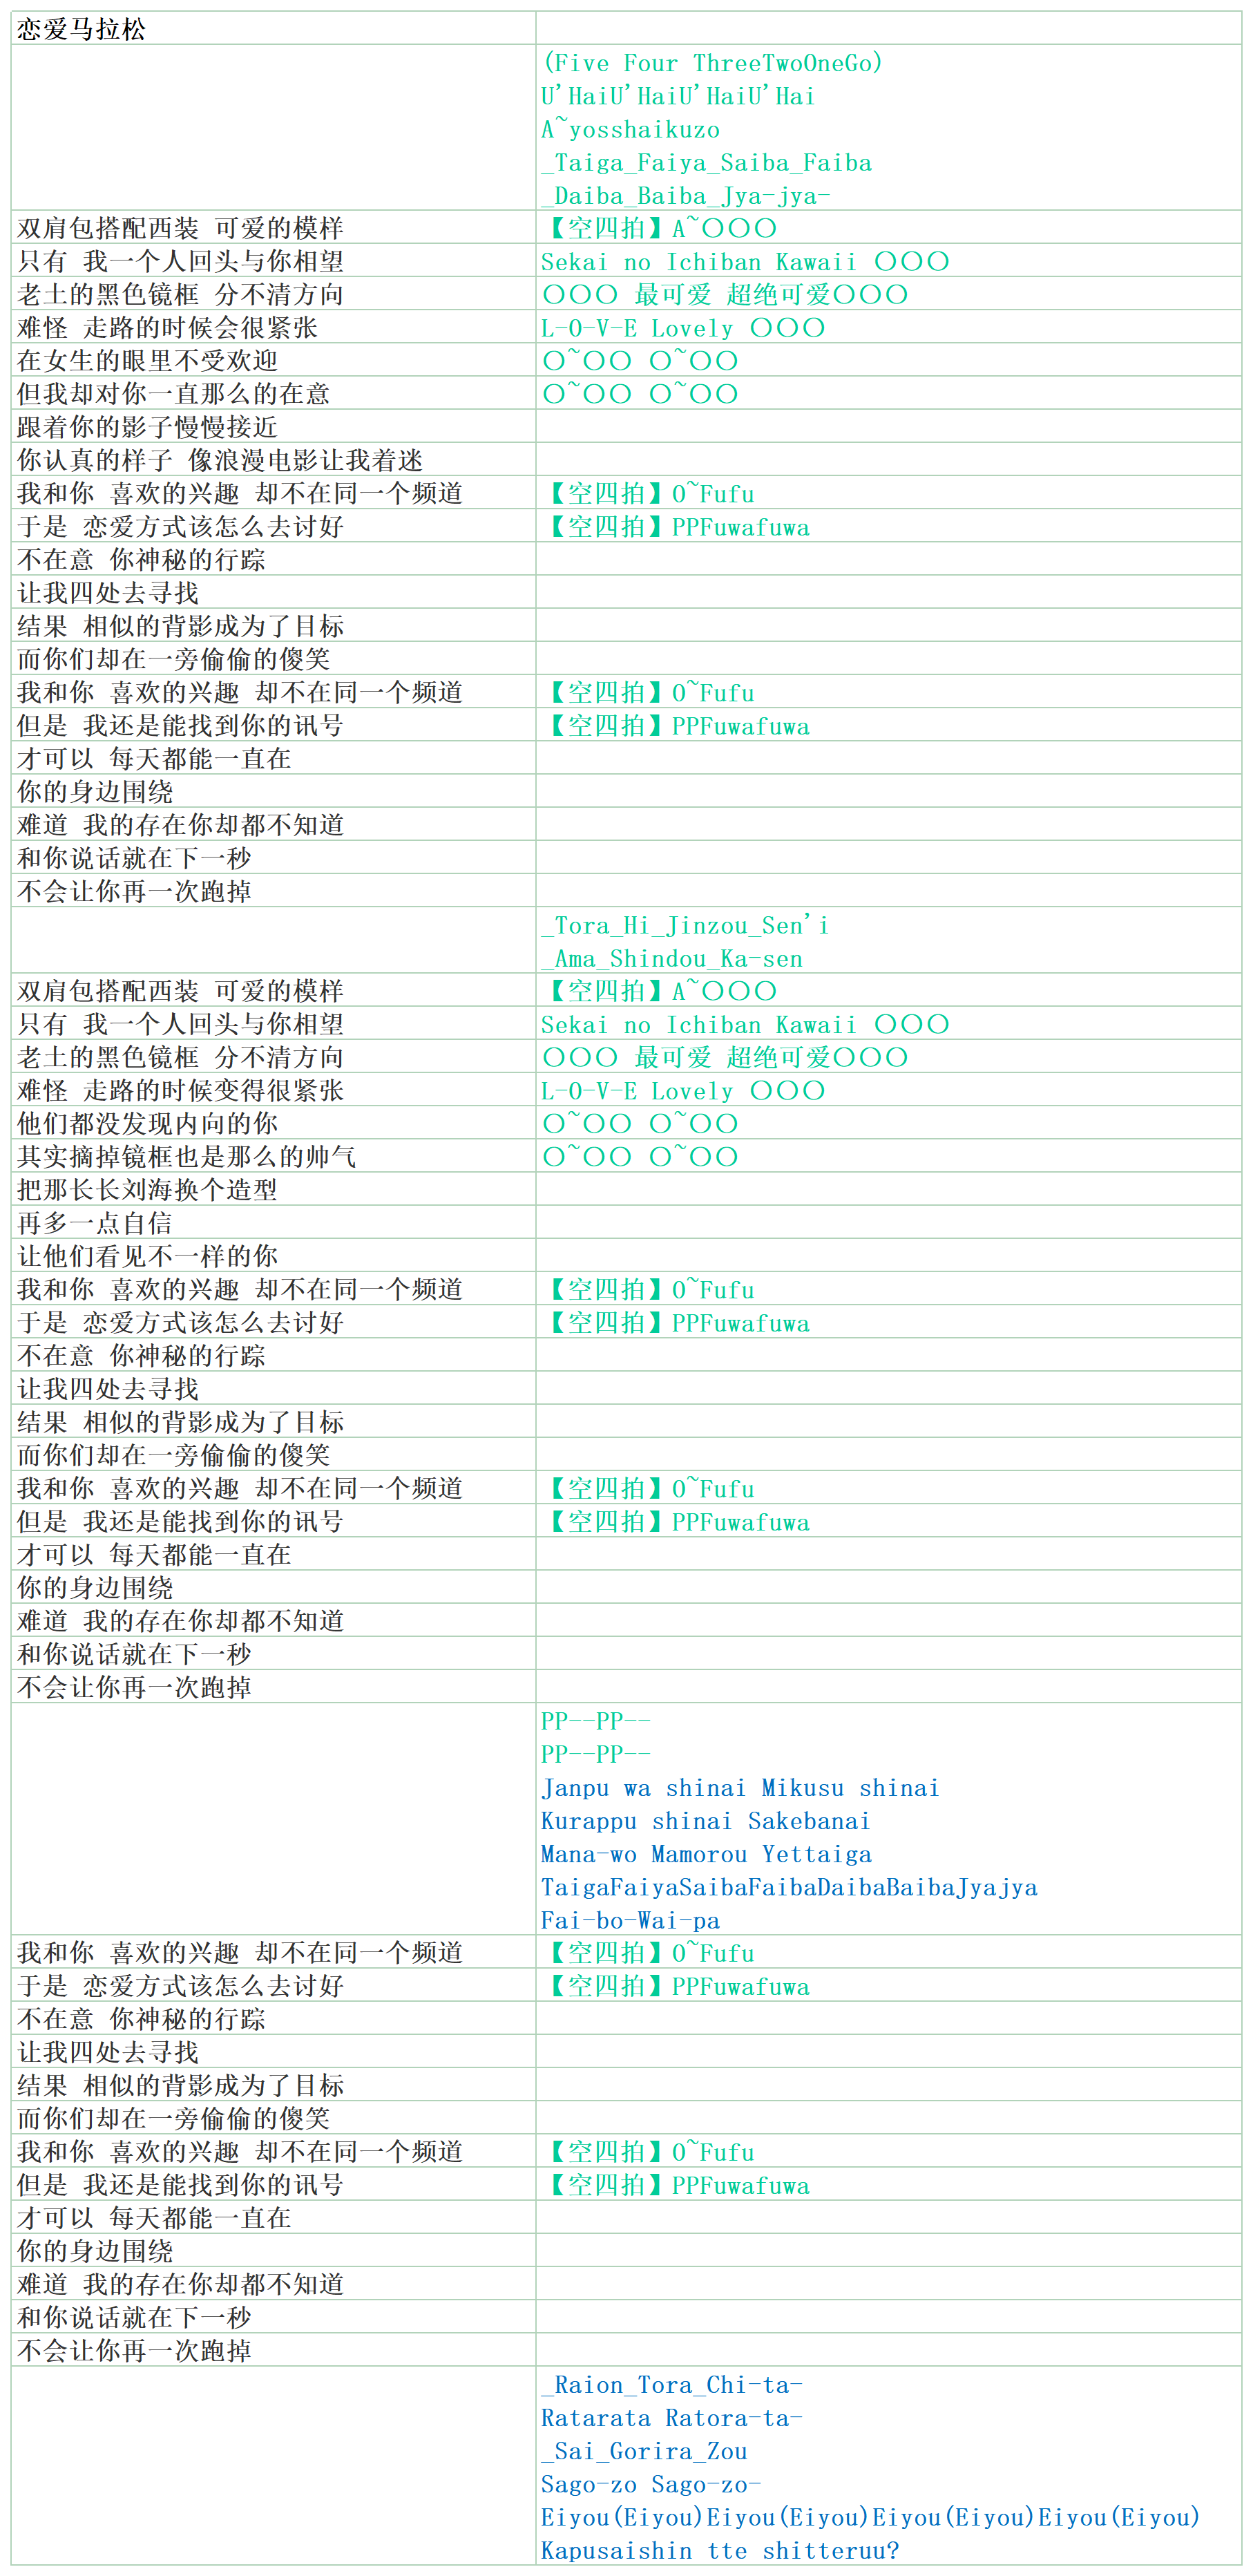 恋爱马拉松
(Five Four ThreeTwoOneGo)
U'HaiU'HaiU'HaiU'Hai
A~yosshaikuzo
_Taiga_Faiya_Saiba_Faiba
_Daiba_Baiba_Jya-jya-
双肩包搭配西装 可爱的模样 【空四拍】A~〇〇〇
只有 我一个人回头与你相望 Sekai no Ichiban Kawaii 〇〇〇
老土的黑色镜框 分不清方向 〇〇〇 最可爱 超绝可爱〇〇〇
难怪 走路的时候会很紧张 L-O-V-E Lovely 〇〇〇
在女生的眼里不受欢迎 〇~〇〇 〇~〇〇
但我却对你一直那么的在意 〇~〇〇 〇~〇〇
跟着你的影子慢慢接近
你认真的样子 像浪漫电影让我着迷
我和你 喜欢的兴趣 却不在同一个频道 【空四拍】O~Fufu
于是 恋爱方式该怎么去讨好 【空四拍】PPFuwafuwa
不在意 你神秘的行踪
让我四处去寻找
结果 相似的背影成为了目标
而你们却在一旁偷偷的傻笑
我和你 喜欢的兴趣 却不在同一个频道 【空四拍】O~Fufu
但是 我还是能找到你的讯号 【空四拍】PPFuwafuwa
才可以 每天都能一直在
你的身边围绕
难道 我的存在你却都不知道
和你说话就在下一秒
不会让你再一次跑掉
_Tora_Hi_Jinzou_Sen'i
_Ama_Shindou_Ka-sen
双肩包搭配西装 可爱的模样 【空四拍】A~〇〇〇
只有 我一个人回头与你相望 Sekai no Ichiban Kawaii 〇〇〇
老土的黑色镜框 分不清方向 〇〇〇 最可爱 超绝可爱〇〇〇
难怪 走路的时候变得很紧张 L-O-V-E Lovely 〇〇〇
他们都没发现内向的你 〇~〇〇 〇~〇〇
其实摘掉镜框也是那么的帅气 〇~〇〇 〇~〇〇
把那长长刘海换个造型
再多一点自信
让他们看见不一样的你
我和你 喜欢的兴趣 却不在同一个频道 【空四拍】O~Fufu
于是 恋爱方式该怎么去讨好 【空四拍】PPFuwafuwa
不在意 你神秘的行踪
让我四处去寻找
结果 相似的背影成为了目标
而你们却在一旁偷偷的傻笑
我和你 喜欢的兴趣 却不在同一个频道 【空四拍】O~Fufu
但是 我还是能找到你的讯号 【空四拍】PPFuwafuwa
才可以 每天都能一直在
你的身边围绕
难道 我的存在你却都不知道
和你说话就在下一秒
不会让你再一次跑掉
PP--PP--
PP--PP--
Janpu wa shinai Mikusu shinai
Kurappu shinai Sakebanai
Mana-wo Mamorou Yettaiga
TaigaFaiyaSaibaFaibaDaibaBaibaJyajya
Fai-bo-Wai-pa
我和你 喜欢的兴趣 却不在同一个频道 【空四拍】O~Fufu
于是 恋爱方式该怎么去讨好 【空四拍】PPFuwafuwa
不在意 你神秘的行踪
让我四处去寻找
结果 相似的背影成为了目标
而你们却在一旁偷偷的傻笑
我和你 喜欢的兴趣 却不在同一个频道 【空四拍】O~Fufu
但是 我还是能找到你的讯号 【空四拍】PPFuwafuwa
才可以 每天都能一直在
你的身边围绕
难道 我的存在你却都不知道
和你说话就在下一秒
不会让你再一次跑掉
_Raion_Tora_Chi-ta-
Ratarata Ratora-ta-
_Sai_Gorira_Zou
Sago-zo Sago-zo-
Eiyou(Eiyou)Eiyou(Eiyou)Eiyou(Eiyou)Eiyou(Eiyou)
Kapusaishin tte shitteruu?